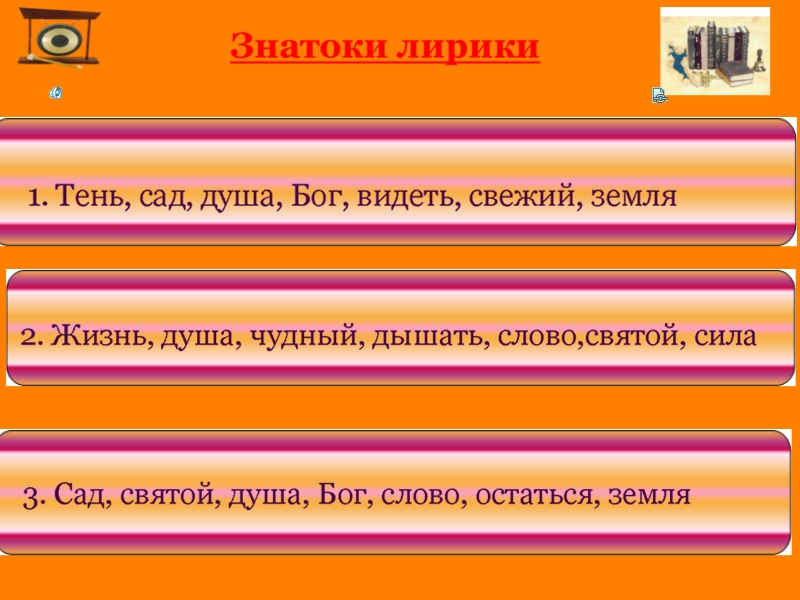 Знатоки лирики
1. Тень, сад, душа, Бог, видеть, свежий, земля
2. Жизнь, душа, чудный, дышать, слово,святой, сила
3. Сад, святой, душа, Бог, слово, остаться, земля